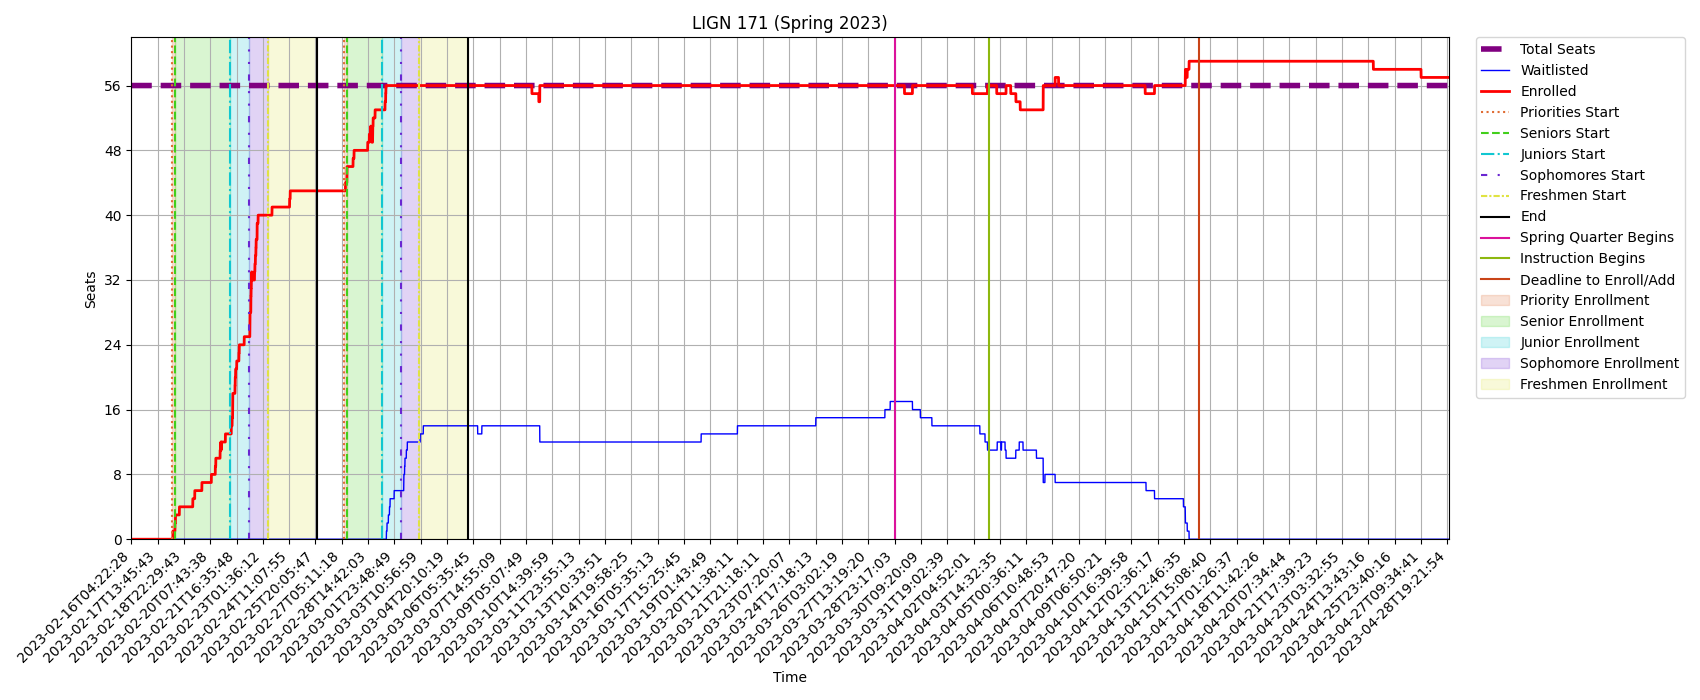 LIGN 171 (Spring 2023)
Seats
56
48
40
32
24
16
8
0
2023-02-16T04:22:28
2023-02-17T13:45:43
2023-02-18T22:29:43
2023-02-20T07:43:38
2023-02-21T16:35:48
2023-02-23T01:36:12
2023-02-24T11:07:55
2023-02-25T20:05:47
2023-02-27T05:11:18
2023-02-28T14:42:03
2023-03-01T23:48:49
2023-03-03T10:56:59
2023-03-04T20:10:19
2023-03-06T05:35:45
2023-03-07T14:55:09
2023-03-09T05:07:49
2023-03-10T14:39:59
2023-03-11T23:55:13
2023-03-13T10:33:51
2023-03-14T19:58:25
2023-03-16T05:35:13
2023-03-17T15:25:45
2023-03-19T01:43:49
2023-03-20T11:38:11
2023-03-21T21:18:11
2023-03-23T07:20:07
2023-03-24T17:18:13
2023-03-26T03:02:19
2023-03-27T13:19:20
2023-03-28T23:17:03
2023-03-30T09:20:09
2023-03-31T19:02:39
2023-04-02T04:52:01
2023-04-03T14:32:35
2023-04-05T00:36:11
2023-04-06T10:48:53
2023-04-07T20:47:20
2023-04-09T06:50:21
2023-04-10T16:39:58
2023-04-12T02:36:17
2023-04-13T12:46:35
2023-04-15T15:08:40
2023-04-17T01:26:37
2023-04-18T11:42:26
2023-04-20T07:34:44
2023-04-21T17:39:23
2023-04-23T03:32:55
2023-04-24T13:43:16
2023-04-25T23:40:16
2023-04-27T09:34:41
2023-04-28T19:21:54
Time
Total Seats
Waitlisted
Enrolled
Priorities Start
Seniors Start
Juniors Start
Sophomores Start
Freshmen Start
End
Spring Quarter Begins
Instruction Begins
Deadline to Enroll/Add
Priority Enrollment
Senior Enrollment
Junior Enrollment
Sophomore Enrollment
Freshmen Enrollment